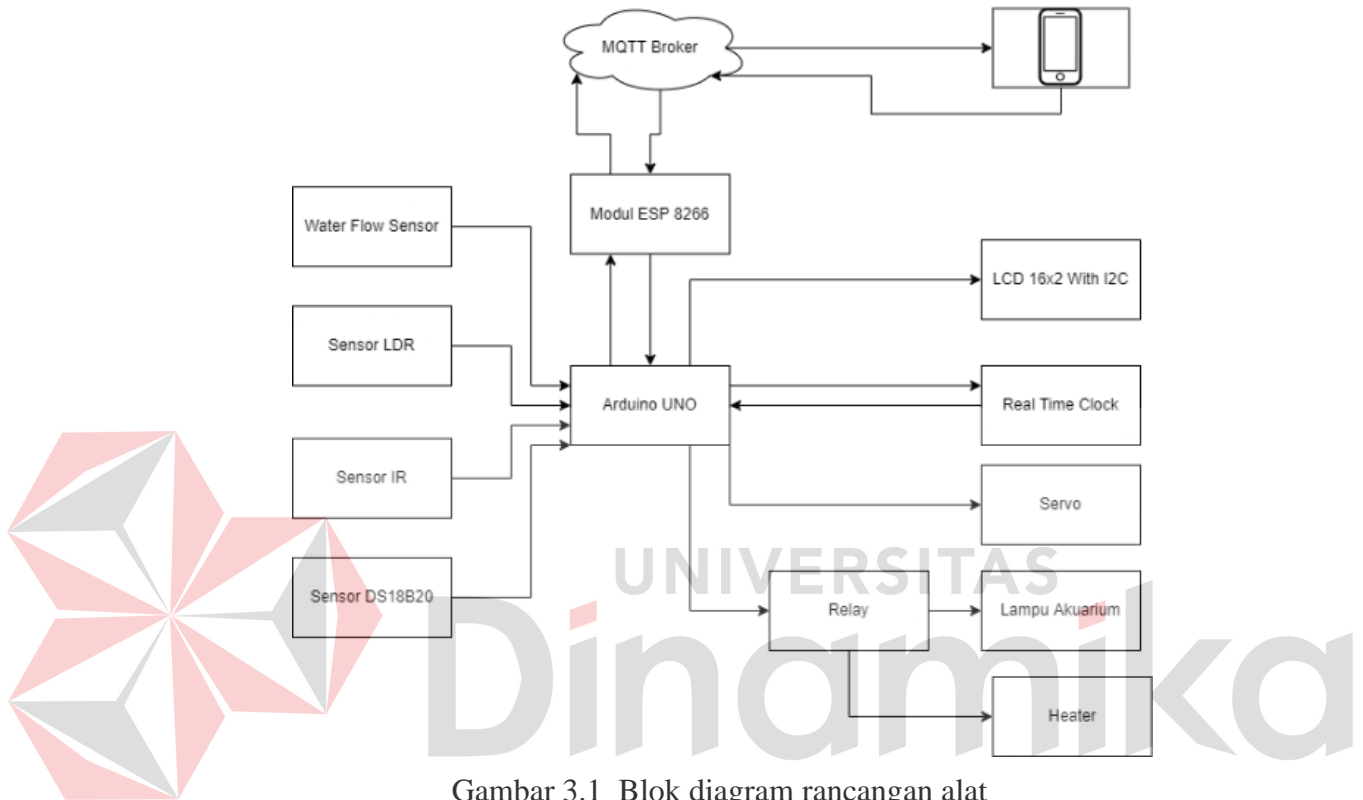 MQTT Broker
Modul ESP 8266
Water Flow Sensor
LCD 16x2 With I2C
Sensor LDR
Arduino UNO
Real Time Clock
Sensor IR
Servo
UNIVERSITAS
Dinamika
Sensor DS18B20
Relay
Lampu Akuarium
Heater
Gambar 3.1 Blok diagram rancangan alat